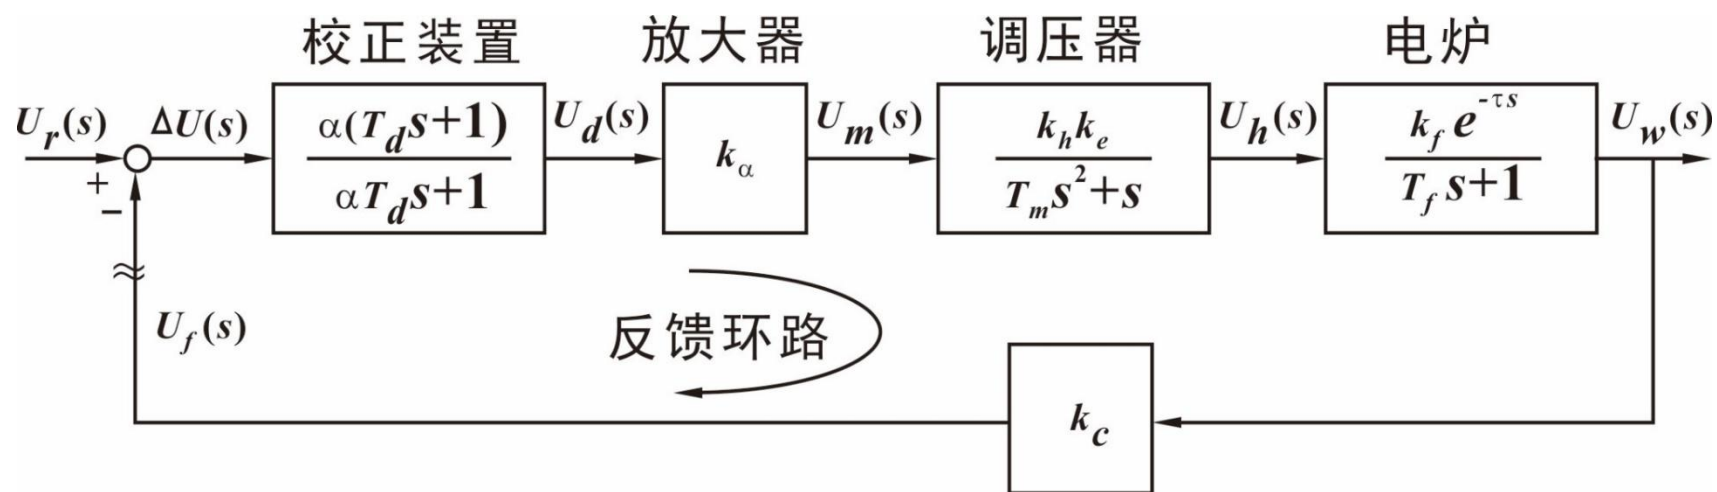 校正装置 放大器 调压器 电炉
U_r(s) ΔU(s) α(T_d s+1) / αT_d s+1 U_d(s) k_α U_m(s) k_h k_e / T_m s^2+s U_h(s) k_f e^{-τs} / T_f s+1 U_w(s)
+
−
U_f(s) 反馈环路
k_c